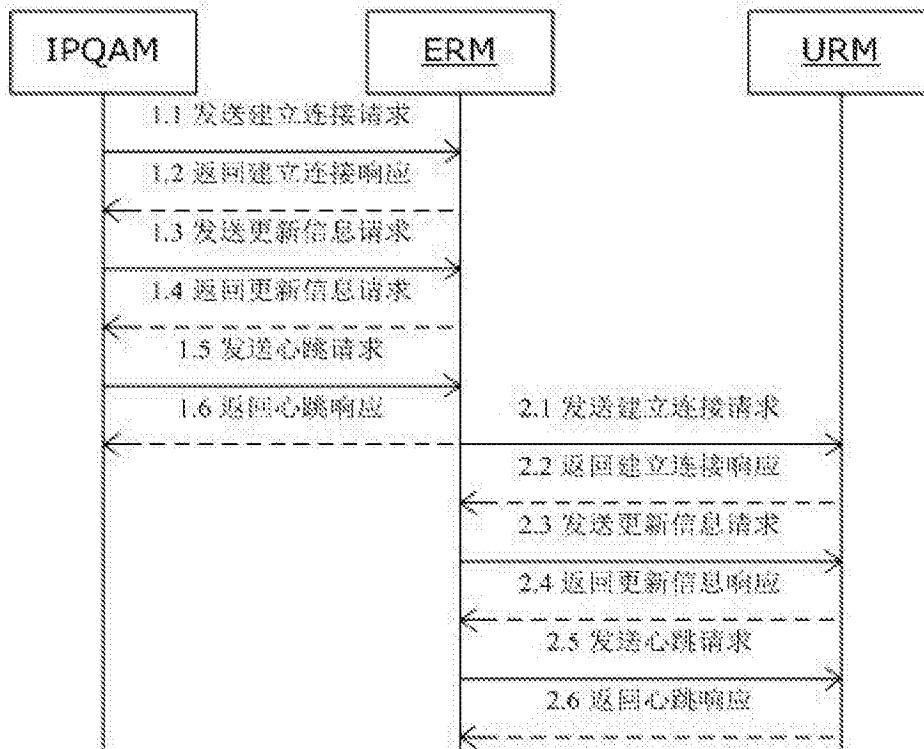 IPQAM
ERM
URM
1.1 发送建立连接请求
1.2 返回建立连接响应
1.3 发送更新信息请求
1.4 返回更新信息请求
1.5 发送心跳请求
1.6 返回心跳响应
2.1 发送建立连接请求
2.2 返回建立连接响应
2.3 发送更新信息请求
2.4 返回更新信息响应
2.5 发送心跳请求
2.6 返回心跳响应